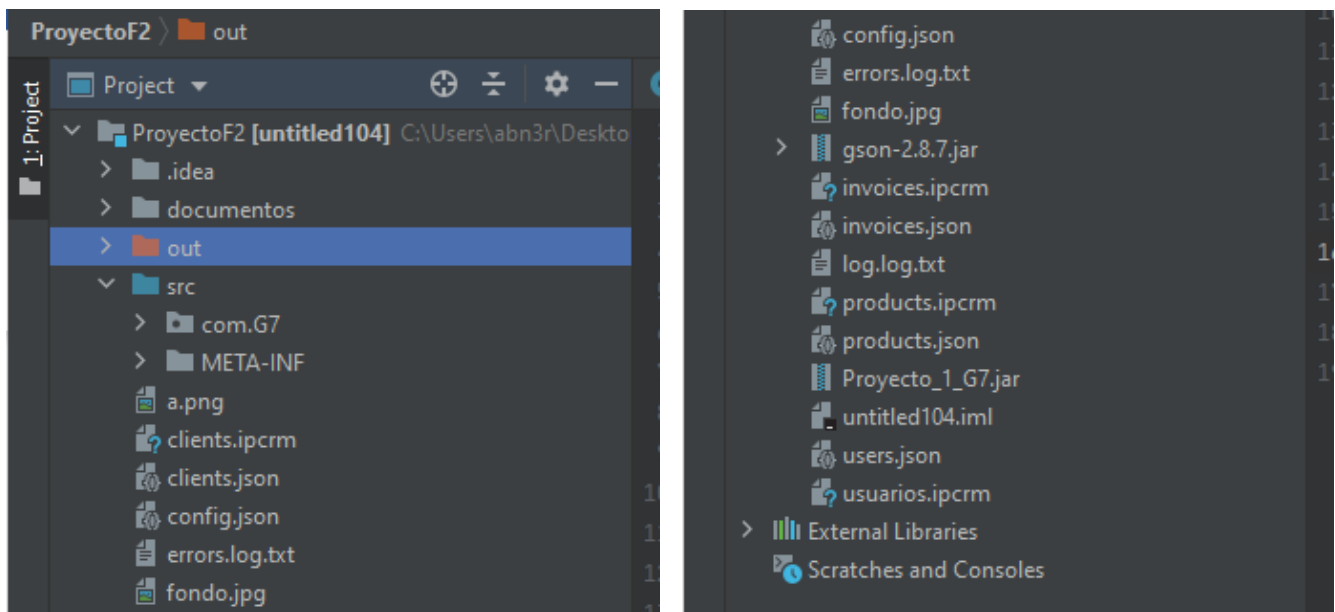 ProyectoF2 out
1: Project
Project
ProyectoF2 [untitled104] C:\Users\abn3r\Deskto
.idea
documentos
out
src
com.G7
META-INF
a.png
clients.ipcrm
clients.json
config.json
errors.log.txt
fondo.jpg
config.json
errors.log.txt
fondo.jpg
gson-2.8.7.jar
invoices.ipcrm
invoices.json
log.log.txt
products.ipcrm
products.json
Proyecto_1_G7.jar
untitled104.iml
users.json
usuarios.ipcrm
External Libraries
Scratches and Consoles